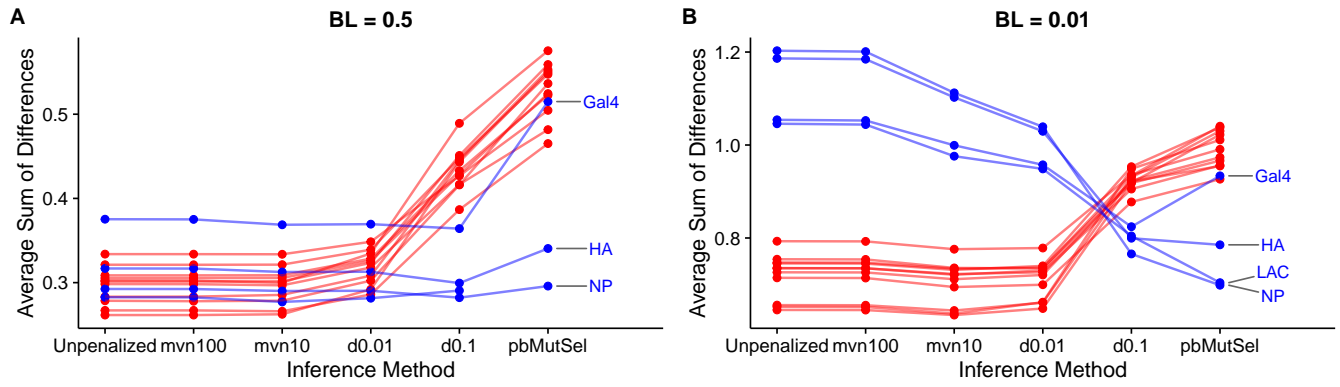 A
BL = 0.5
Average Sum of Differences
0.5
0.4
0.3
Gal4
HA
NP
Unpenalized mvn100 mvn10 d0.01 d0.1 pbMutSel
Inference Method
B
BL = 0.01
Average Sum of Differences
1.2
1.0
0.8
Gal4
HA
LAC
NP
Unpenalized mvn100 mvn10 d0.01 d0.1 pbMutSel
Inference Method